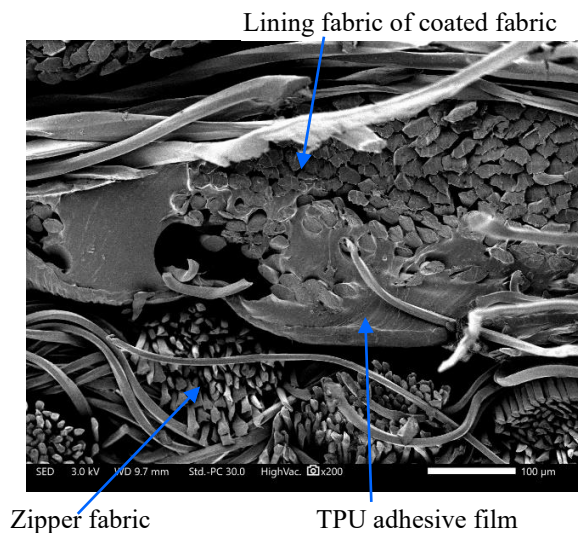 Lining fabric of coated fabric
SED 3.0 kV WD 9.7 mm Std.-PC 30.0 HighVac. x200 100 μm
Zipper fabric TPU adhesive film